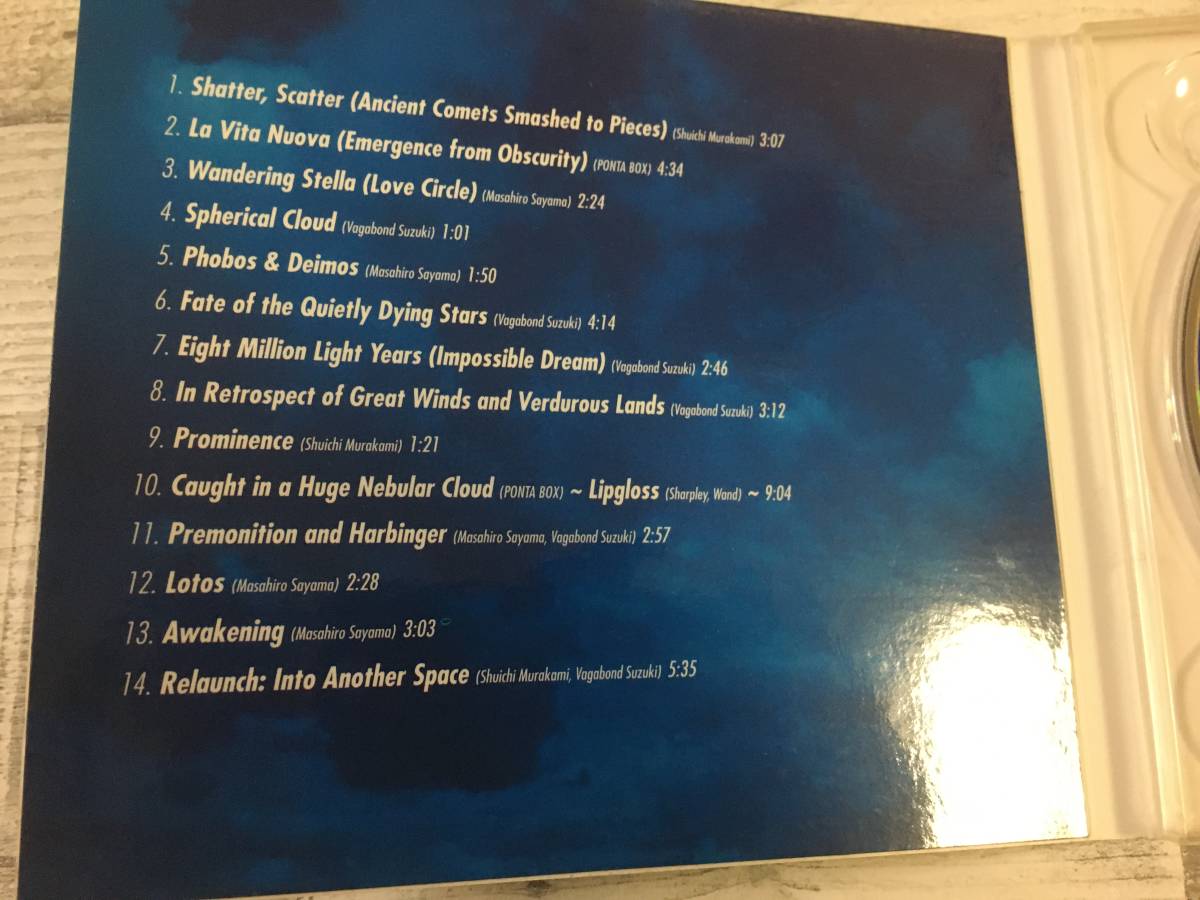 1. Shatter, Scatter (Ancient Comets Smashed to Pieces) (Shuichi Murakami) 3:07
2. La Vita Nuova (Emergence from Obscurity) (PONTA BOX) 4:34
3. Wandering Stella (Love Circle) (Masahiro Sayama) 2:24
4. Spherical Cloud (Vagabond Suzuki) 1:01
5. Phobos & Deimos (Masahiro Sayama) 1:50
6. Fate of the Quietly Dying Stars (Vagabond Suzuki) 4:14
7. Eight Million Light Years (Impossible Dream) (Vagabond Suzuki) 2:46
8. In Retrospect of Great Winds and Verdurous Lands (Vagabond Suzuki) 3:12
9. Prominence (Shuichi Murakami) 1:21
10. Caught in a Huge Nebular Cloud (PONTA BOX) ~ Lipgloss (Sharpley, Wand) ~ 9:04
11. Premonition and Harbinger (Masahiro Sayama, Vagabond Suzuki) 2:57
12. Lotos (Masahiro Sayama) 2:28
13. Awakening (Masahiro Sayama) 3:03
14. Relaunch: Into Another Space (Shuichi Murakami, Vagabond Suzuki) 5:35